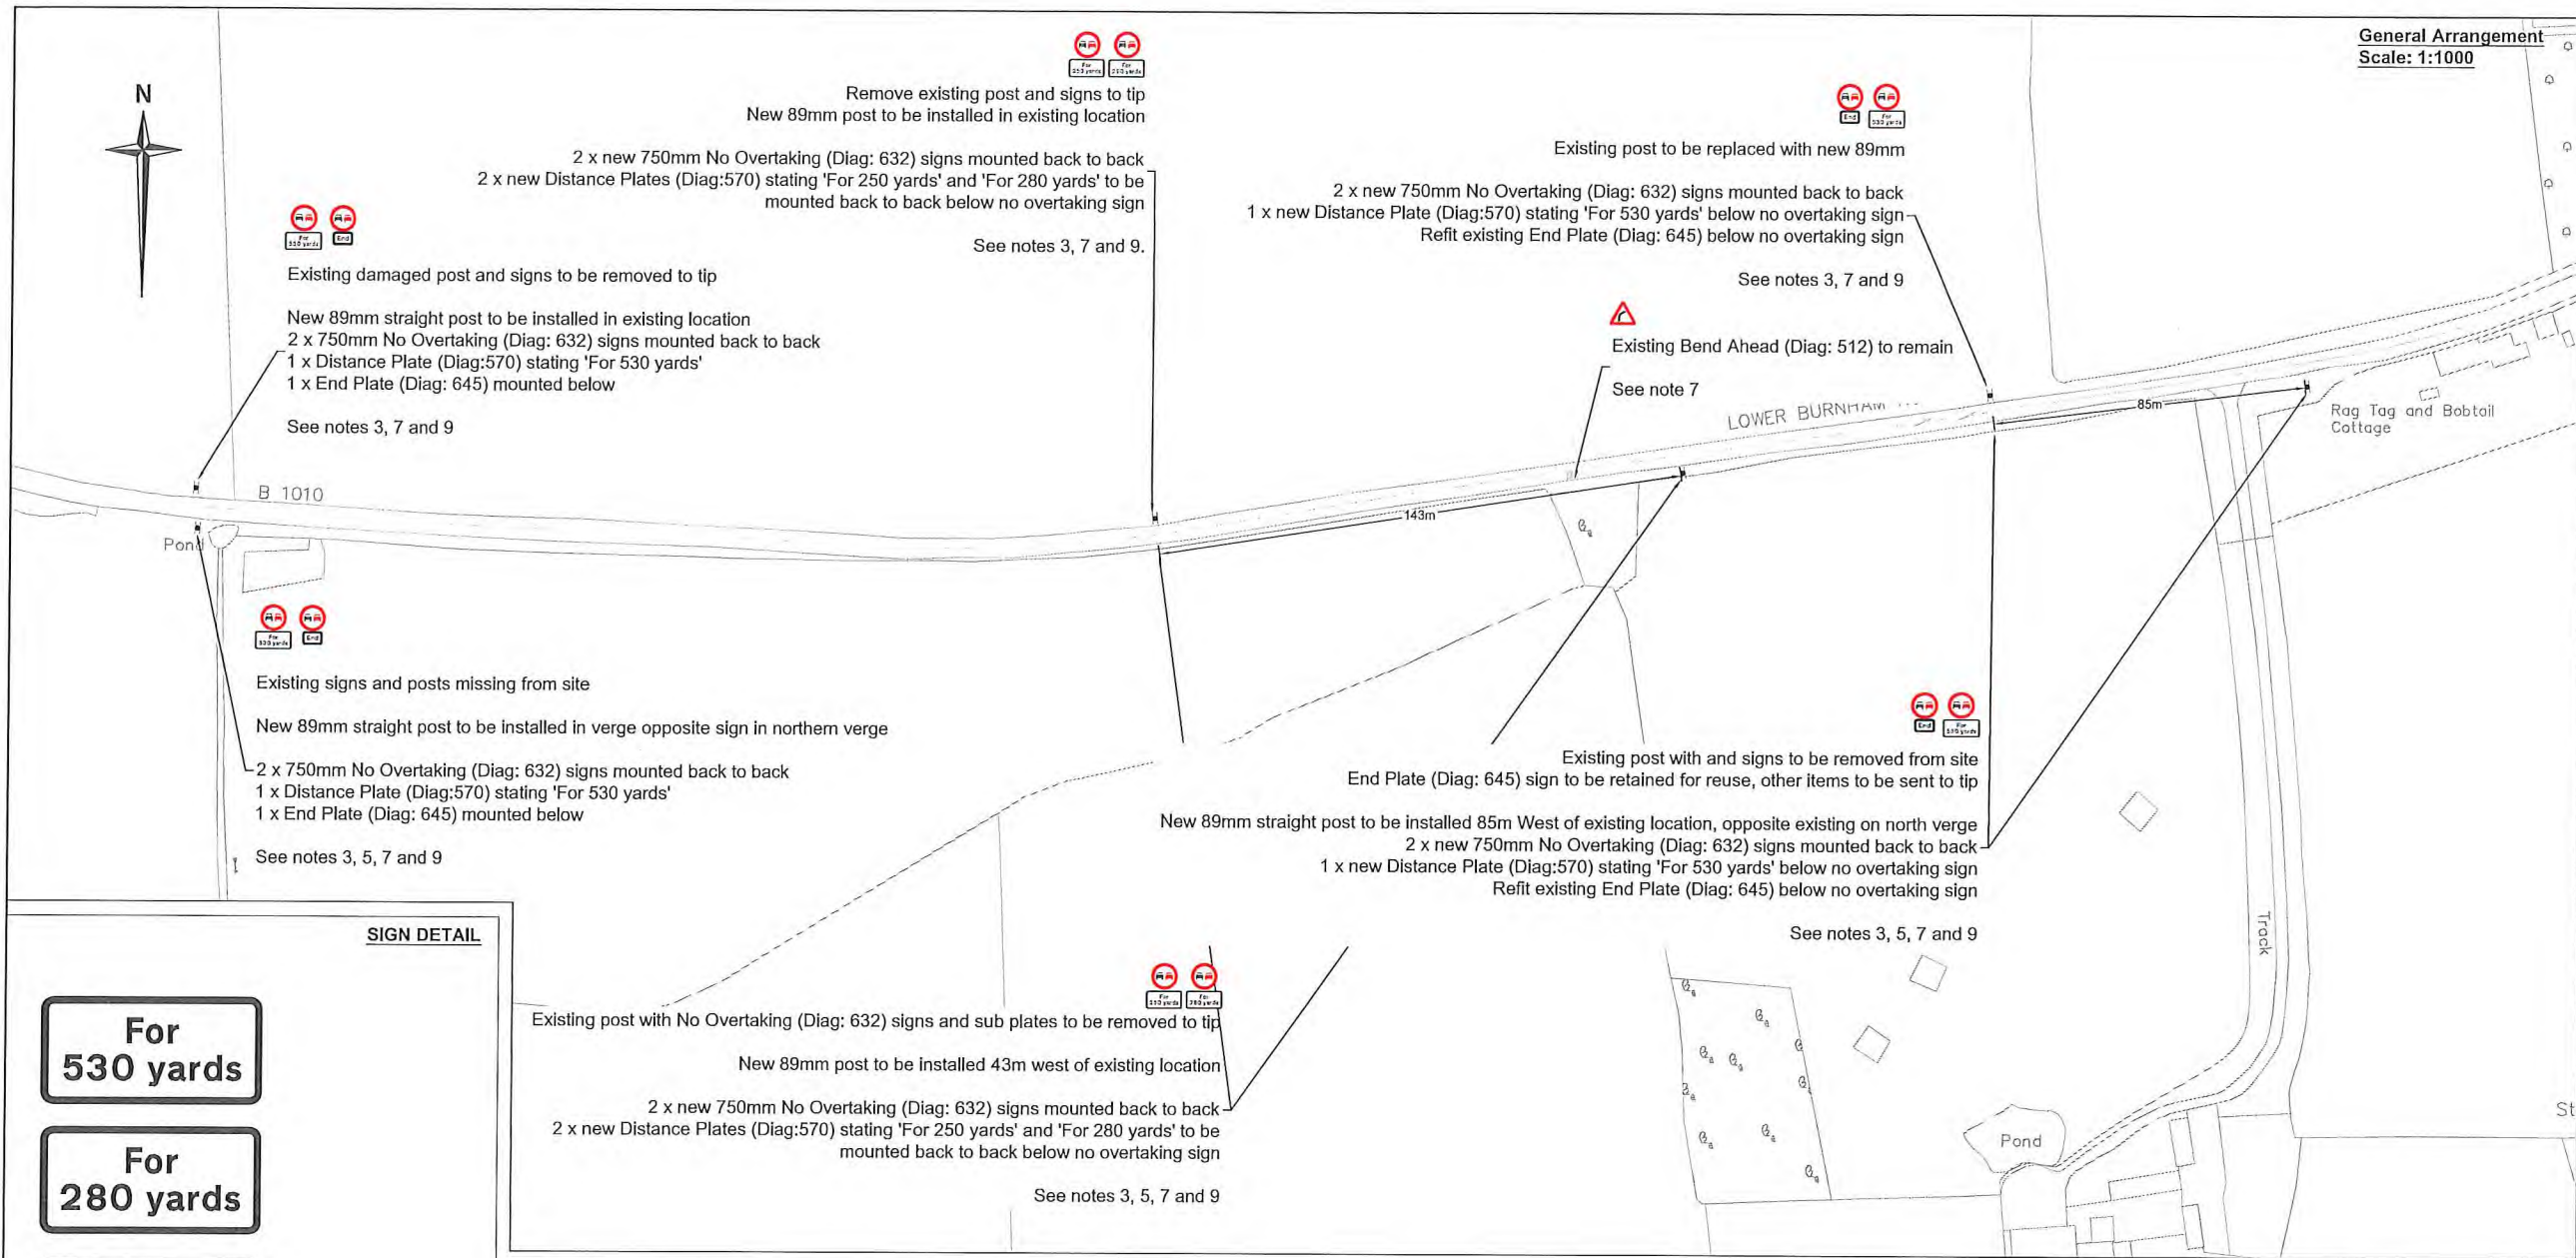 General Arrangement
Scale: 1:1000
N
Remove existing post and signs to tip
New 89mm post to be installed in existing location
2 x new 750mm No Overtaking (Diag: 632) signs mounted back to back
2 x new Distance Plates (Diag:570) stating 'For 250 yards' and 'For 280 yards' to be
mounted back to back below no overtaking sign
See notes 3, 7 and 9.
End
For
530 yards
Existing post to be replaced with new 89mm
2 x new 750mm No Overtaking (Diag: 632) signs mounted back to back
1 x new Distance Plate (Diag:570) stating 'For 530 yards' below no overtaking sign
Refit existing End Plate (Diag: 645) below no overtaking sign
See notes 3, 7 and 9
For
530 yards
End
Existing damaged post and signs to be removed to tip
New 89mm straight post to be installed in existing location
2 x 750mm No Overtaking (Diag: 632) signs mounted back to back
1 x Distance Plate (Diag:570) stating 'For 530 yards'
1 x End Plate (Diag: 645) mounted below
See notes 3, 7 and 9
Existing Bend Ahead (Diag: 512) to remain
See note 7
LOWER BURNHAM
85m
Rag Tag and Bobtail
Cottage
B 1010
143m
Pond
For
530 yards
End
Existing signs and posts missing from site
New 89mm straight post to be installed in verge opposite sign in northern verge
2 x 750mm No Overtaking (Diag: 632) signs mounted back to back
1 x Distance Plate (Diag:570) stating 'For 530 yards'
1 x End Plate (Diag: 645) mounted below
See notes 3, 5, 7 and 9
End
For
530 yards
Existing post with and signs to be removed from site
End Plate (Diag: 645) sign to be retained for reuse, other items to be sent to tip
New 89mm straight post to be installed 85m West of existing location, opposite existing on north verge
2 x new 750mm No Overtaking (Diag: 632) signs mounted back to back
1 x new Distance Plate (Diag:570) stating 'For 530 yards' below no overtaking sign
Refit existing End Plate (Diag: 645) below no overtaking sign
See notes 3, 5, 7 and 9
Track
Existing post with No Overtaking (Diag: 632) signs and sub plates to be removed to tip
New 89mm post to be installed 43m west of existing location
2 x new 750mm No Overtaking (Diag: 632) signs mounted back to back
2 x new Distance Plates (Diag:570) stating 'For 250 yards' and 'For 280 yards' to be
mounted back to back below no overtaking sign
See notes 3, 5, 7 and 9
Pond
St
SIGN DETAIL
For
530 yards
For
280 yards